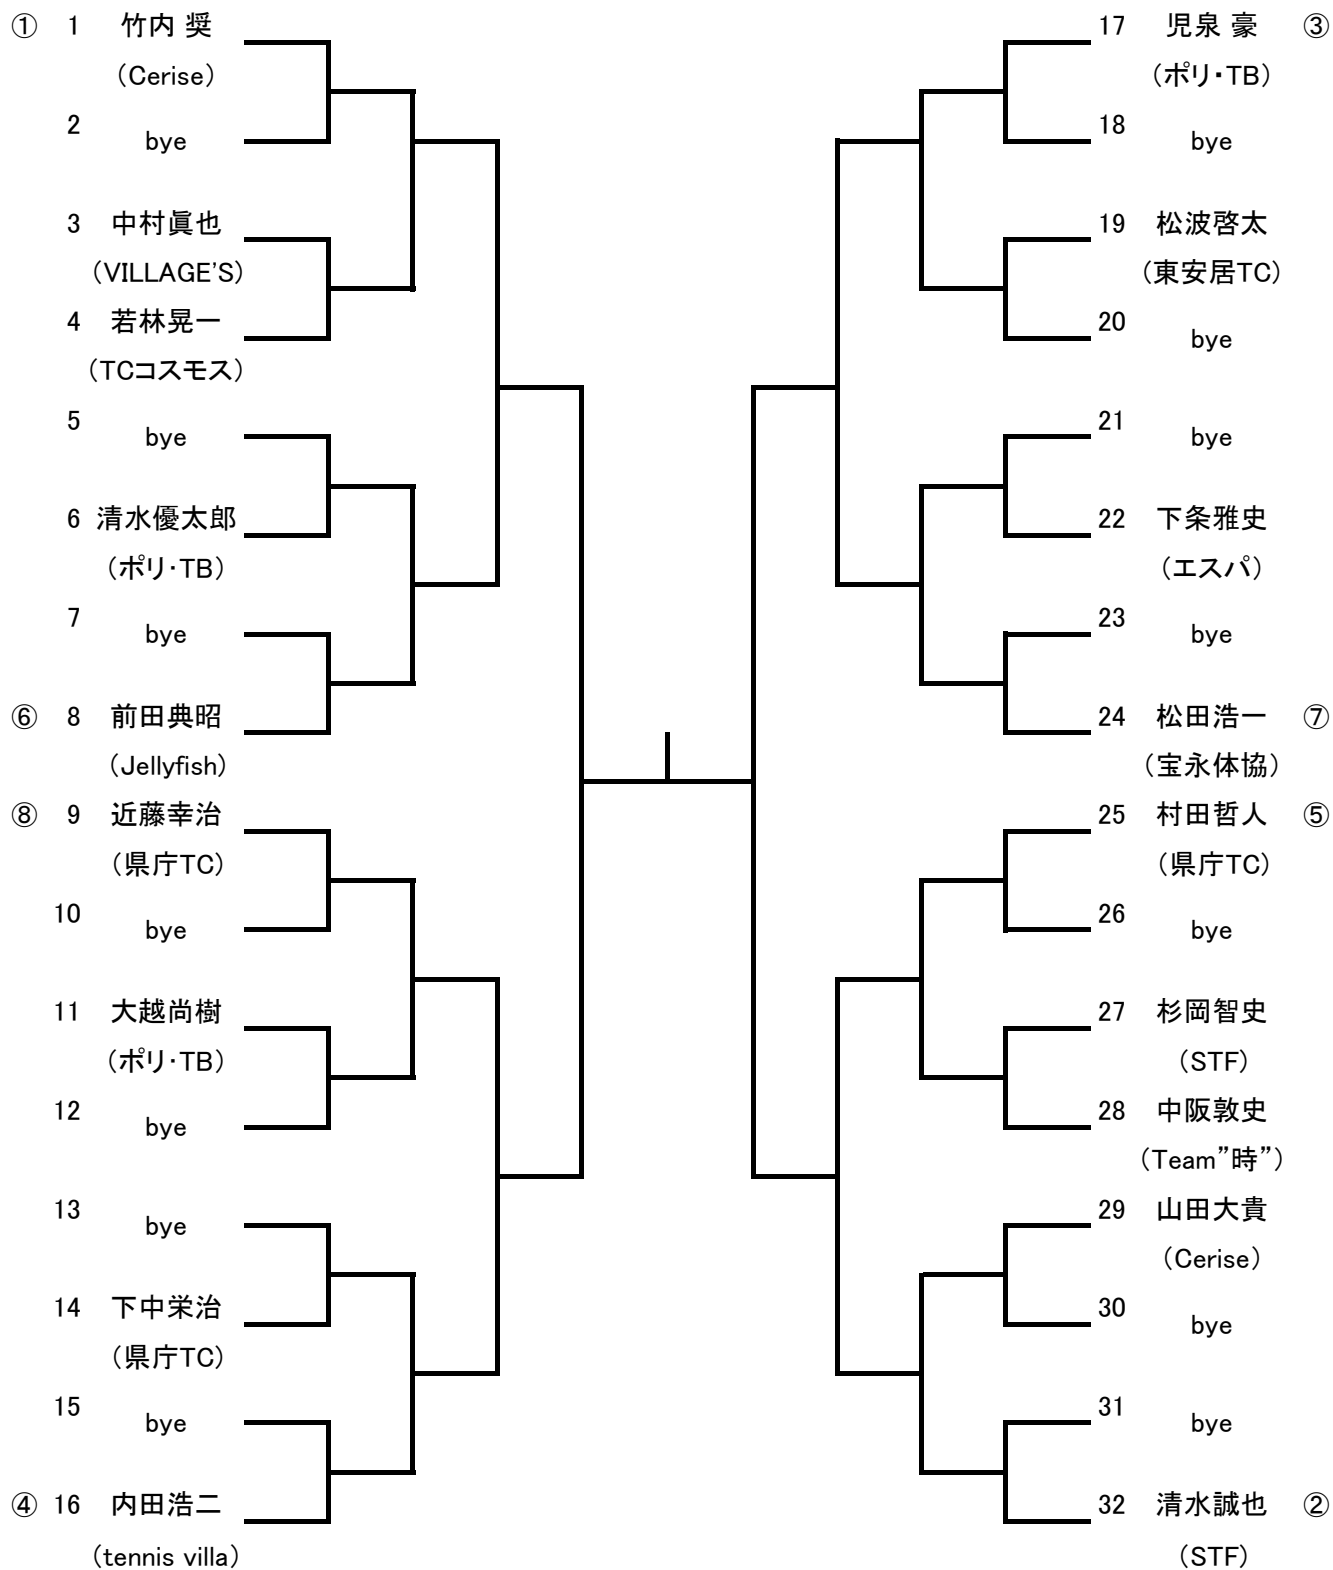 ① 1 竹内 奨
（Cerise）
2 bye
3 中村眞也
（VILLAGE'S）
4 若林晃一
（TCコスモス）
5 bye
6 清水優太郎
（ポリ・TB）
7 bye
⑥ 8 前田典昭
（Jellyfish）
⑧ 9 近藤幸治
（県庁TC）
10 bye
11 大越尚樹
（ポリ・TB）
12 bye
13 bye
14 下中栄治
（県庁TC）
15 bye
④ 16 内田浩二
（tennis villa）
17 児泉 豪 ③
（ポリ・TB）
18 bye
19 松波啓太
（東安居TC）
20 bye
21 bye
22 下条雅史
（エスパ）
23 bye
24 松田浩一 ⑦
（宝永体協）
25 村田哲人 ⑤
（県庁TC）
26 bye
27 杉岡智史
（STF）
28 中阪敦史
（Team”時”）
29 山田大貴
（Cerise）
30 bye
31 bye
32 清水誠也 ②
（STF）